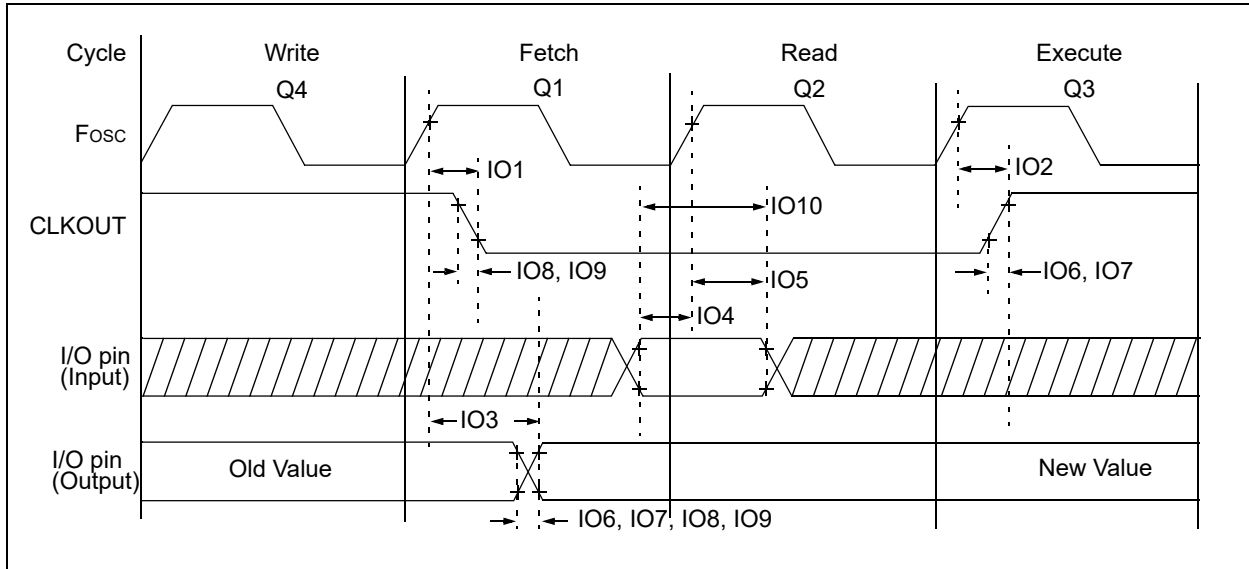 Cycle Write Fetch Read Execute
Q4 Q1 Q2 Q3
Fosc
IO1 IO2
IO10
CLKOUT
IO8, IO9 IO6, IO7
IO5
IO4
I/O pin
(Input)
IO3
I/O pin
(Output)
Old Value New Value
IO6, IO7, IO8, IO9